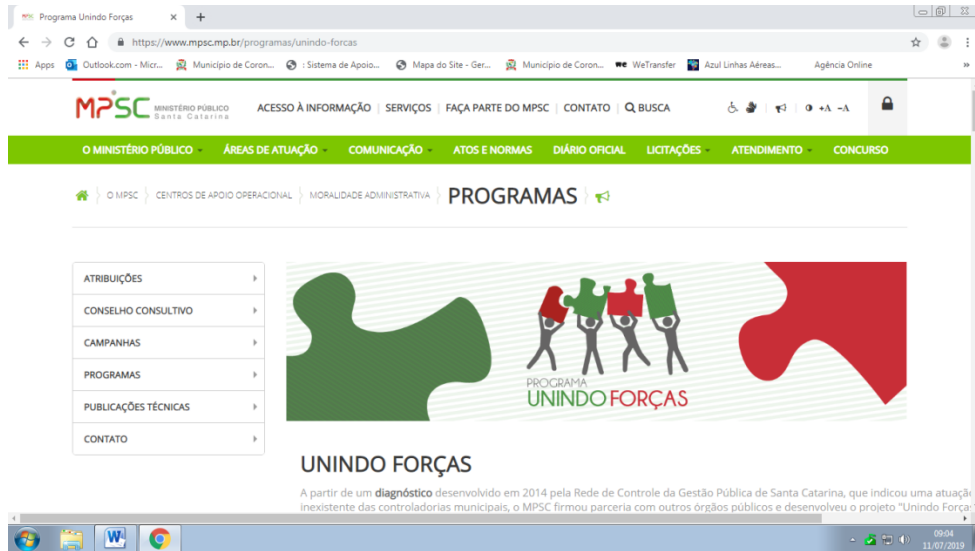 Programa Unindo Forças
https://www.mpsc.mp.br/programas/unindo-forcas
Apps Outlook.com - Micr... Município de Coron... : Sistema de Apoio... Mapa do Site - Ger... Município de Coron... WeTransfer Azul Linhas Aéreas... Agência Online »
MPSC MINISTÉRIO PÚBLICO
Santa Catarina
ACESSO À INFORMAÇÃO | SERVIÇOS | FAÇA PARTE DO MPSC | CONTATO | BUSCA +A -A
O MINISTÉRIO PÚBLICO ÁREAS DE ATUAÇÃO COMUNICAÇÃO ATOS E NORMAS DIÁRIO OFICIAL LICITAÇÕES ATENDIMENTO CONCURSO
O MPSC CENTROS DE APOIO OPERACIONAL MORALIDADE ADMINISTRATIVA PROGRAMAS
ATRIBUIÇÕES
CONSELHO CONSULTIVO
CAMPANHAS
PROGRAMAS
PUBLICAÇÕES TÉCNICAS
CONTATO
PROGRAMA
UNINDO FORÇAS
UNINDO FORÇAS
A partir de um diagnóstico desenvolvido em 2014 pela Rede de Controle da Gestão Pública de Santa Catarina, que indicou uma atuação
inexistente das controladorias municipais, o MPSC firmou parceria com outros órgãos públicos e desenvolveu o projeto "Unindo Forças
09:04
11/07/2019